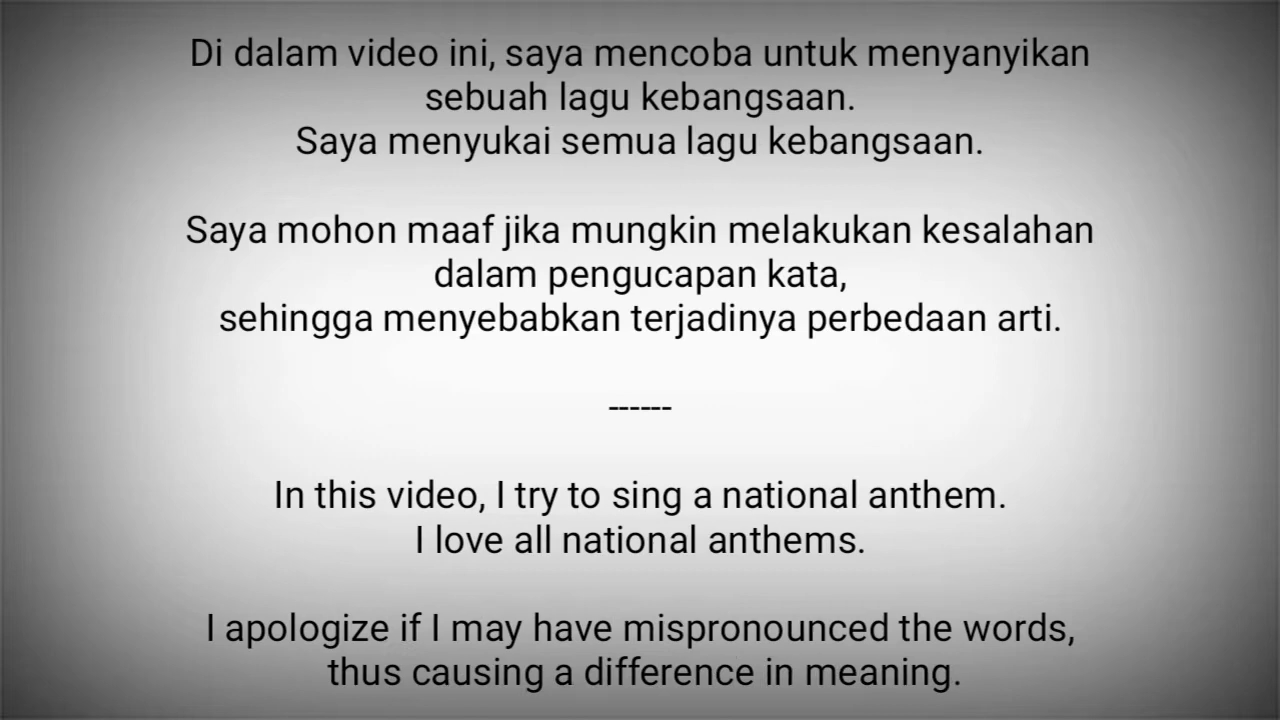 Di dalam video ini, saya mencoba untuk menyanyikan
sebuah lagu kebangsaan.
Saya menyukai semua lagu kebangsaan.
Saya mohon maaf jika mungkin melakukan kesalahan
dalam pengucapan kata,
sehingga menyebabkan terjadinya perbedaan arti.
------
In this video, I try to sing a national anthem.
I love all national anthems.
I apologize if I may have mispronounced the words,
thus causing a difference in meaning.